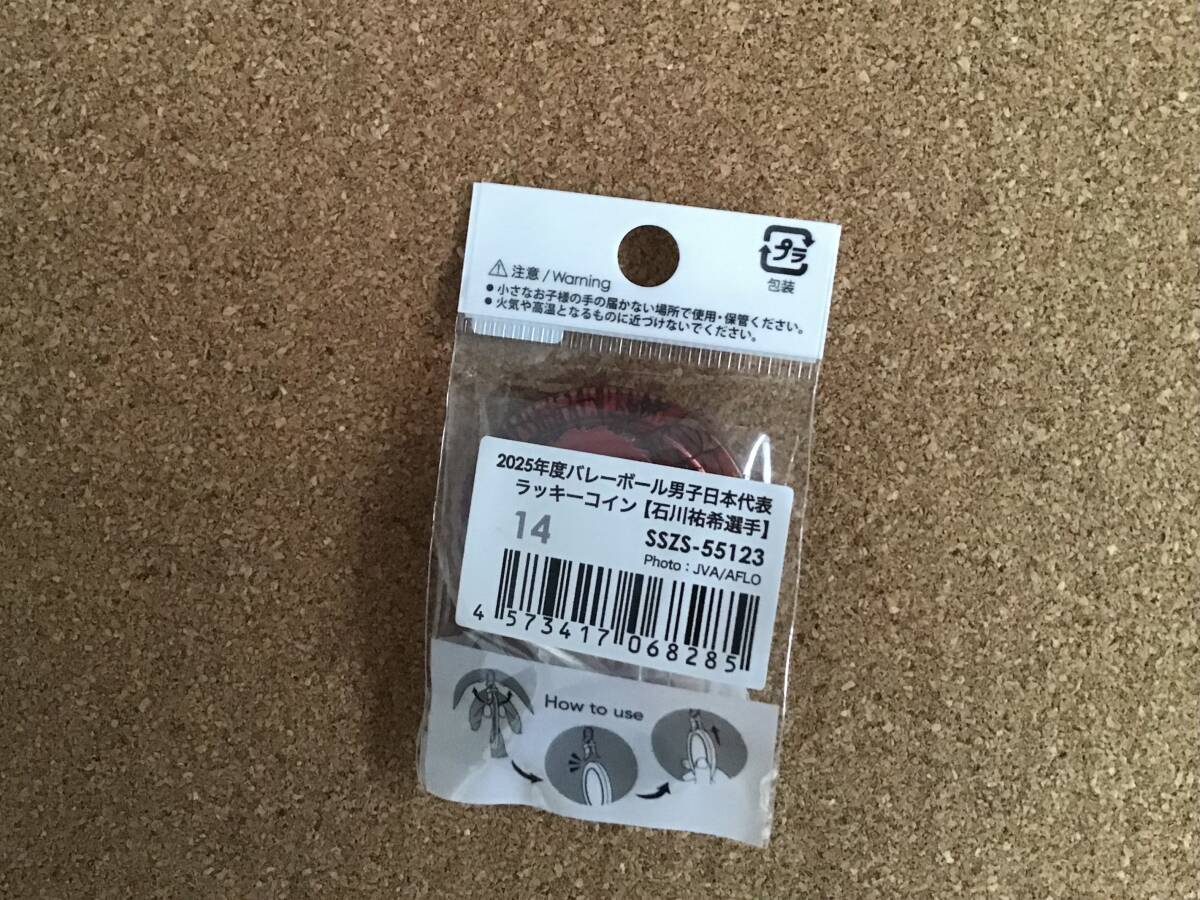 プラ
包装
⚠ 注意 / Warning
● 小さなお子様の手の届かない場所で使用・保管ください。
● 火気や高温となるものに近づけないでください。
2025年度バレーボール男子日本代表
ラッキーコイン【石川祐希選手】
14
SSZS-55123
Photo : JVA/AFLO
4 573417 068285
How to use